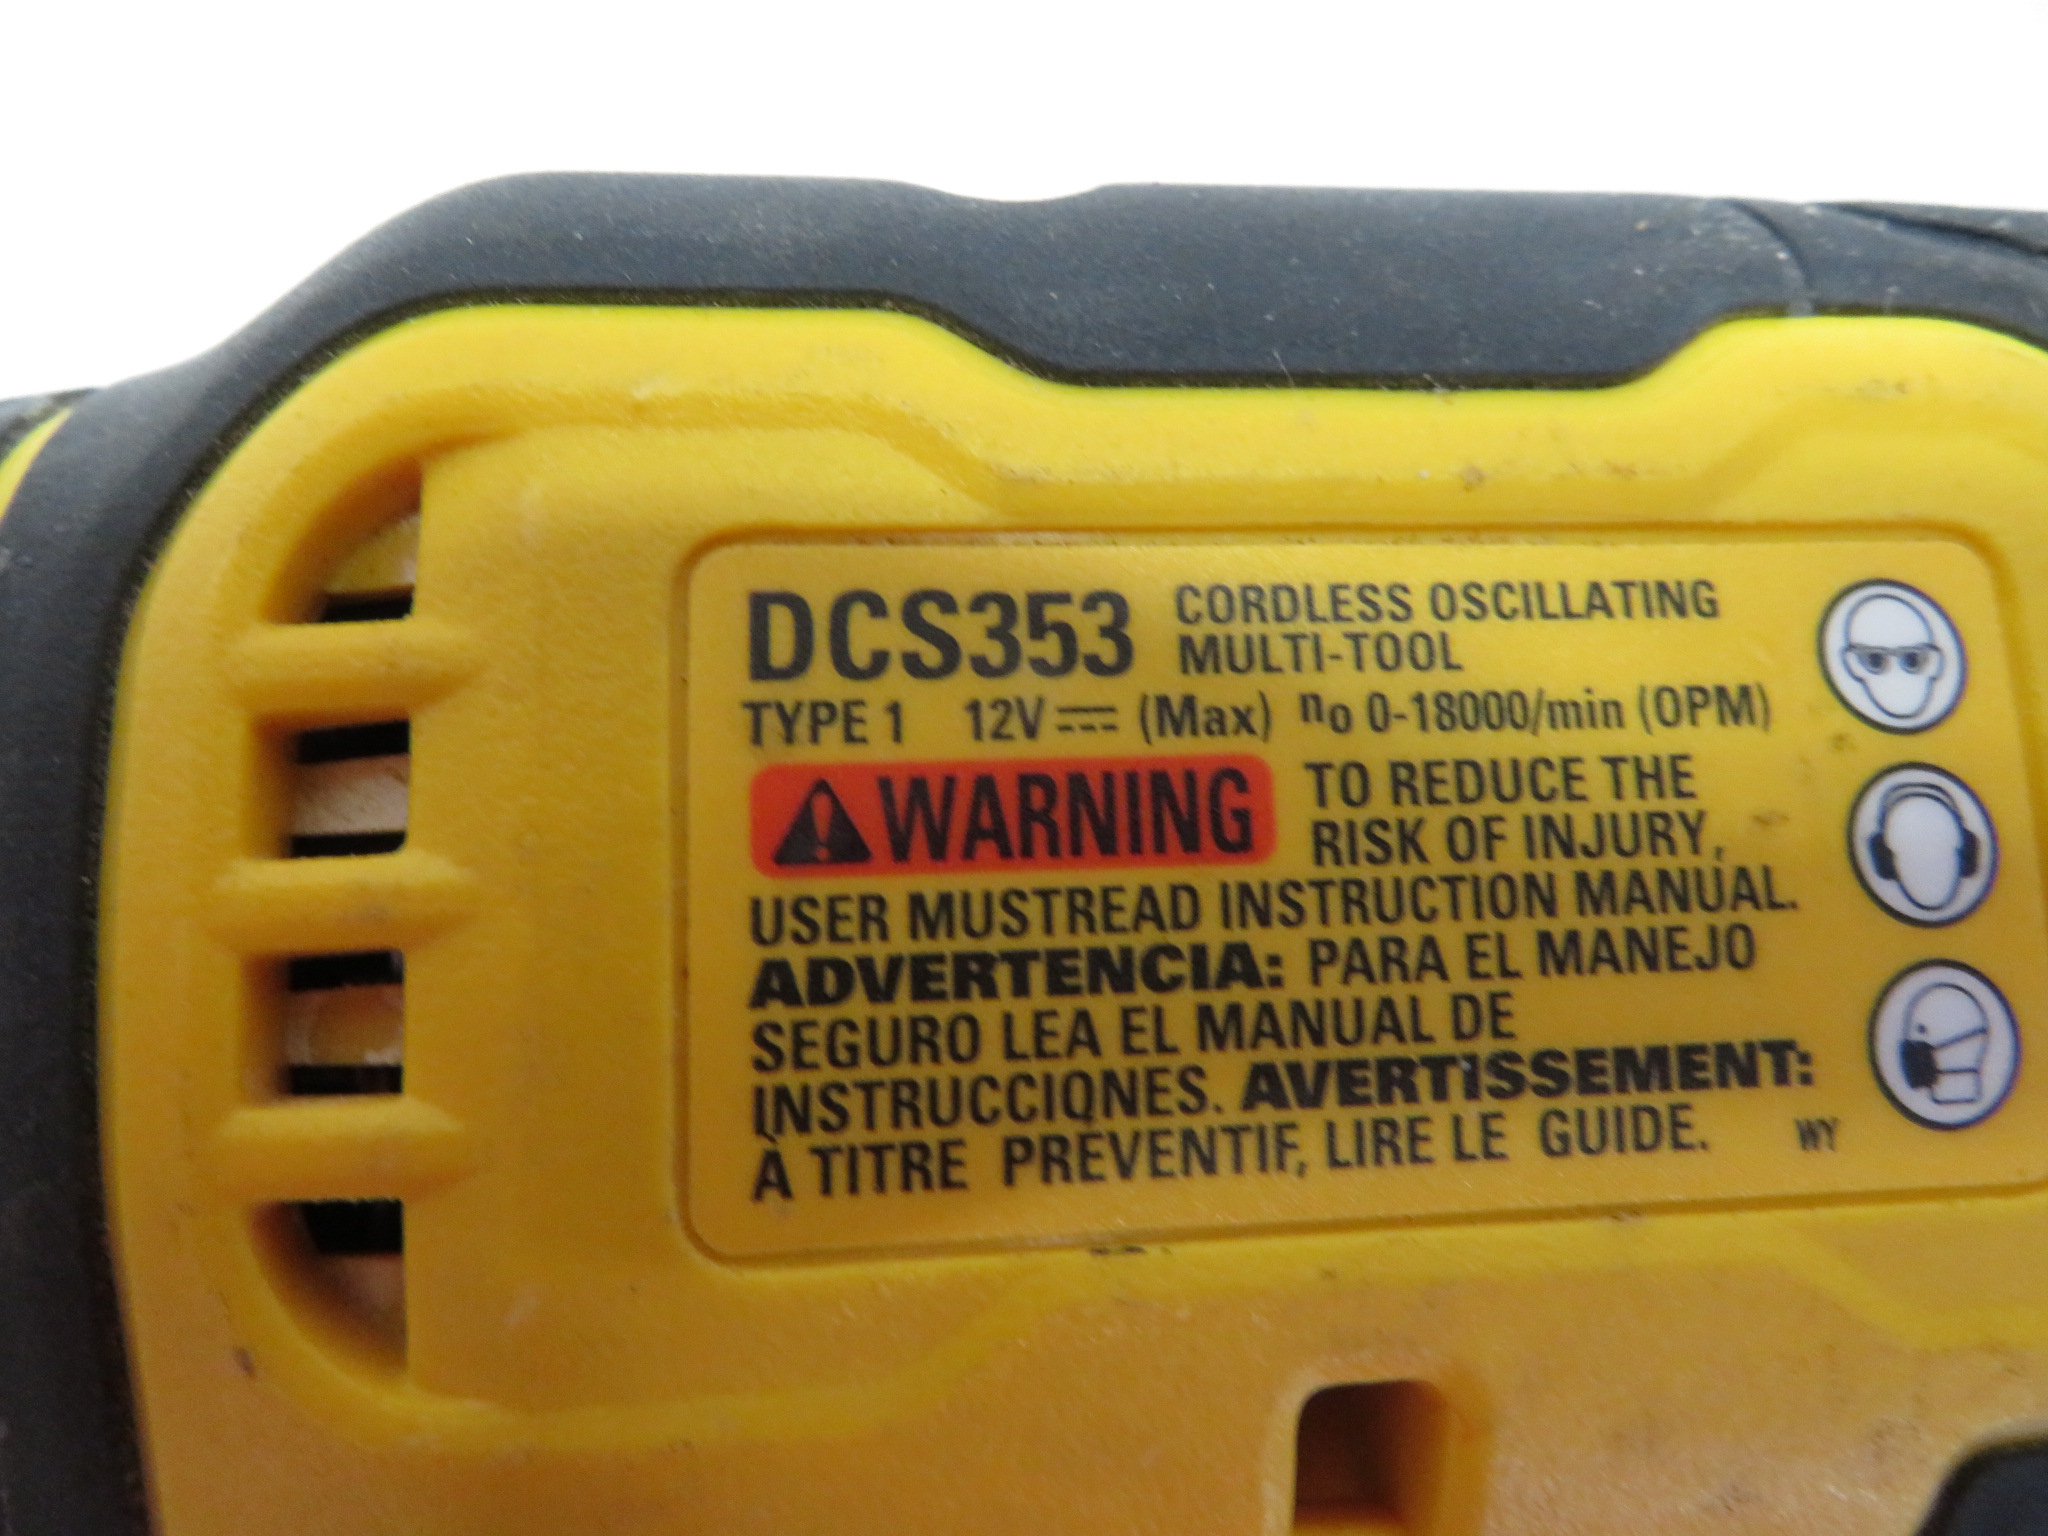 DCS353 CORDLESS OSCILLATING
MULTI-TOOL
TYPE 1 12V⎓ (Max) no 0-18000/min (OPM)
⚠WARNING TO REDUCE THE
RISK OF INJURY,
USER MUSTREAD INSTRUCTION MANUAL.
ADVERTENCIA: PARA EL MANEJO
SEGURO LEA EL MANUAL DE
INSTRUCCIONES. AVERTISSEMENT:
À TITRE PRÉVENTIF, LIRE LE GUIDE. WY